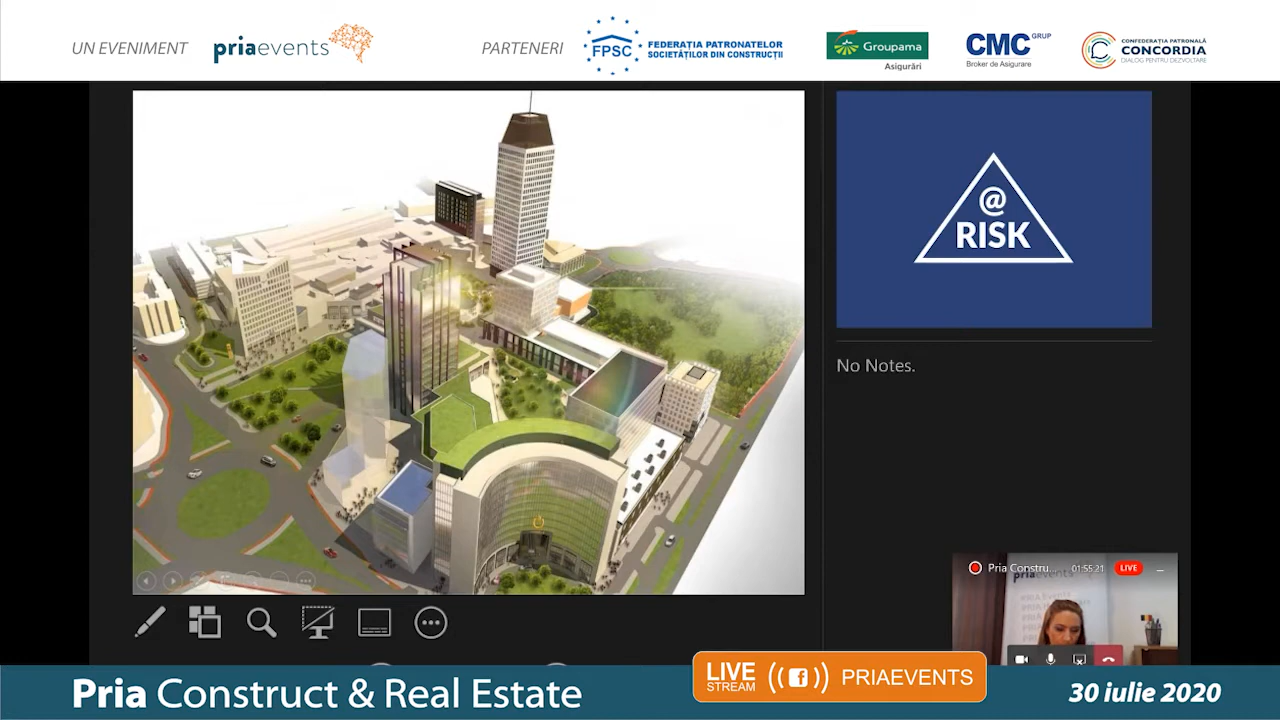 UN EVENIMENT
priaevents
PARTENERI
FPSC
FEDERAȚIA PATRONATELOR
SOCIETĂȚILOR DIN CONSTRUCȚII
Groupama
Asigurări
CMC GRUP
Broker de Asigurare
CONFEDERAȚIA PATRONALĂ
CONCORDIA
DIALOG PENTRU DEZVOLTARE
@
RISK
No Notes.
Pria Constru...
01:55:21
LIVE
priaevents
LIVE
STREAM
PRIAEVENTS
Pria Construct & Real Estate
30 iulie 2020